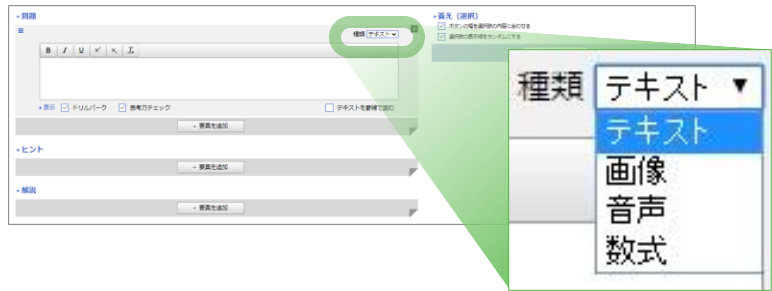 問題
種類 テキスト
B I U x² x₂ Ix
表示 ドリルパーク 思考力チェック テキストを罫線で囲む
+ 要素を追加
ヒント
+ 要素を追加
解説
+ 要素を追加
答え（選択）
ボタンの幅を選択肢の内容に合わせる
選択肢の表示順をランダムにする
種類 テキスト ▼
テキスト
画像
音声
数式